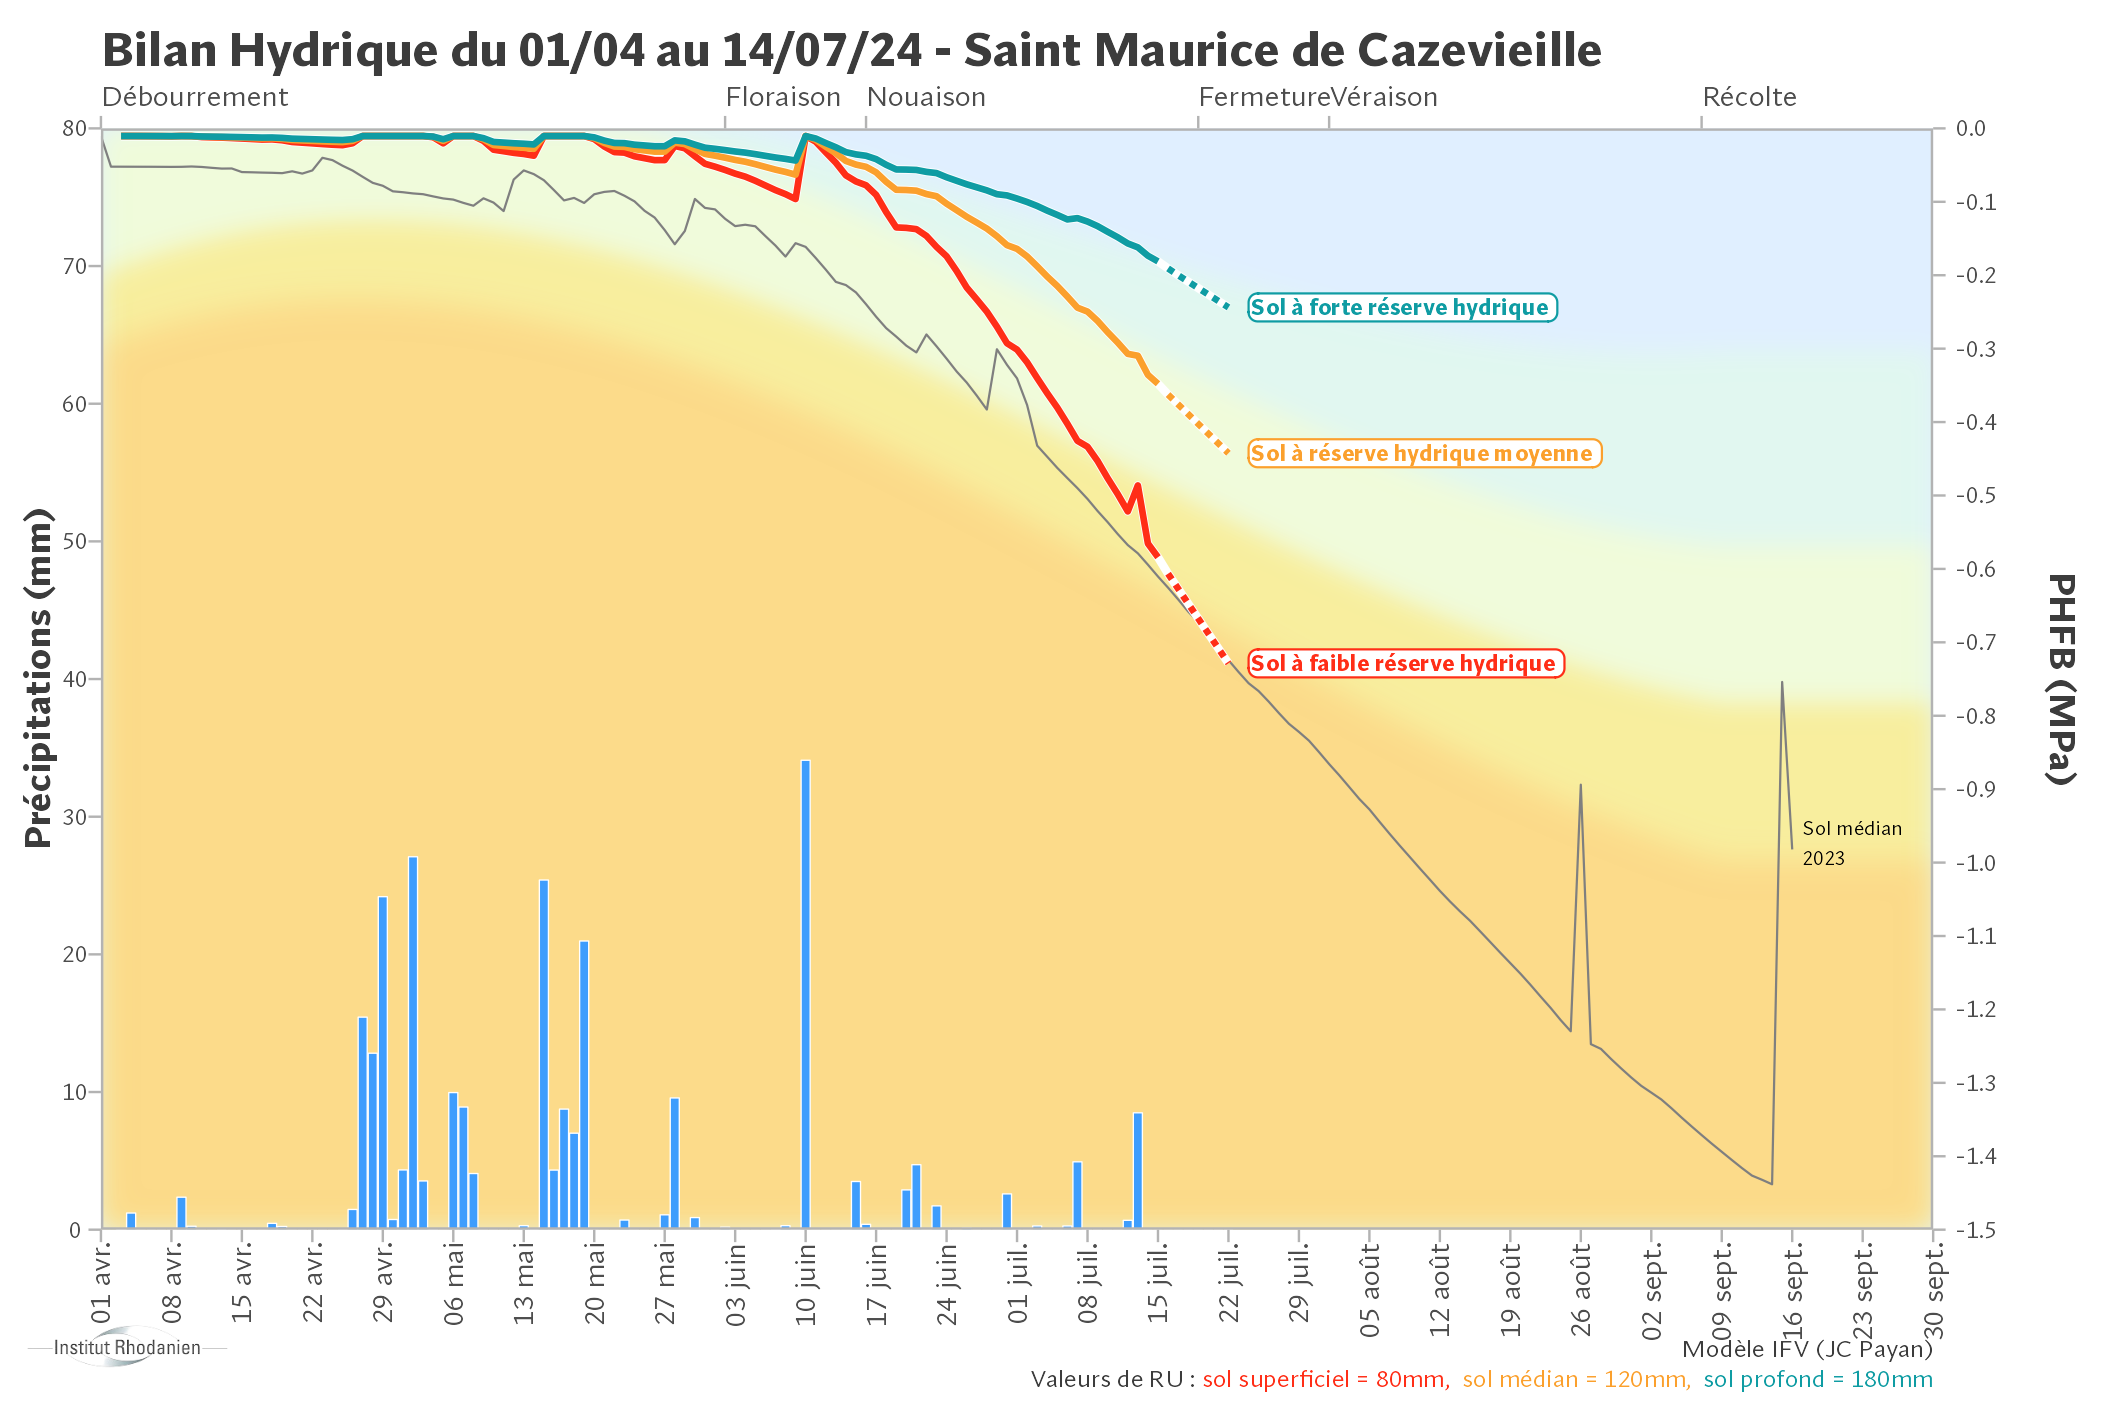 Bilan Hydrique du 01/04 au 14/07/24 - Saint Maurice de Cazevieille
Débourrement Floraison Nouaison Fermeture Véraison Récolte
80
70
60
50
40
30
20
10
0
Précipitations (mm)
0.0
-0.1
-0.2
-0.3
-0.4
-0.5
-0.6
-0.7
-0.8
-0.9
-1.0
-1.1
-1.2
-1.3
-1.4
-1.5
PHFB (MPa)
Sol à forte réserve hydrique
Sol à réserve hydrique moyenne
Sol à faible réserve hydrique
Sol médian
2023
01 avr.
08 avr.
15 avr.
22 avr.
29 avr.
06 mai
13 mai
20 mai
27 mai
03 juin
10 juin
17 juin
24 juin
01 juil.
08 juil.
15 juil.
22 juil.
29 juil.
05 août
12 août
19 août
26 août
02 sept.
09 sept.
16 sept.
23 sept.
30 sept.
Institut Rhodanien
Modèle IFV (JC Payan)
Valeurs de RU : sol superficiel = 80mm, sol médian = 120mm, sol profond = 180mm